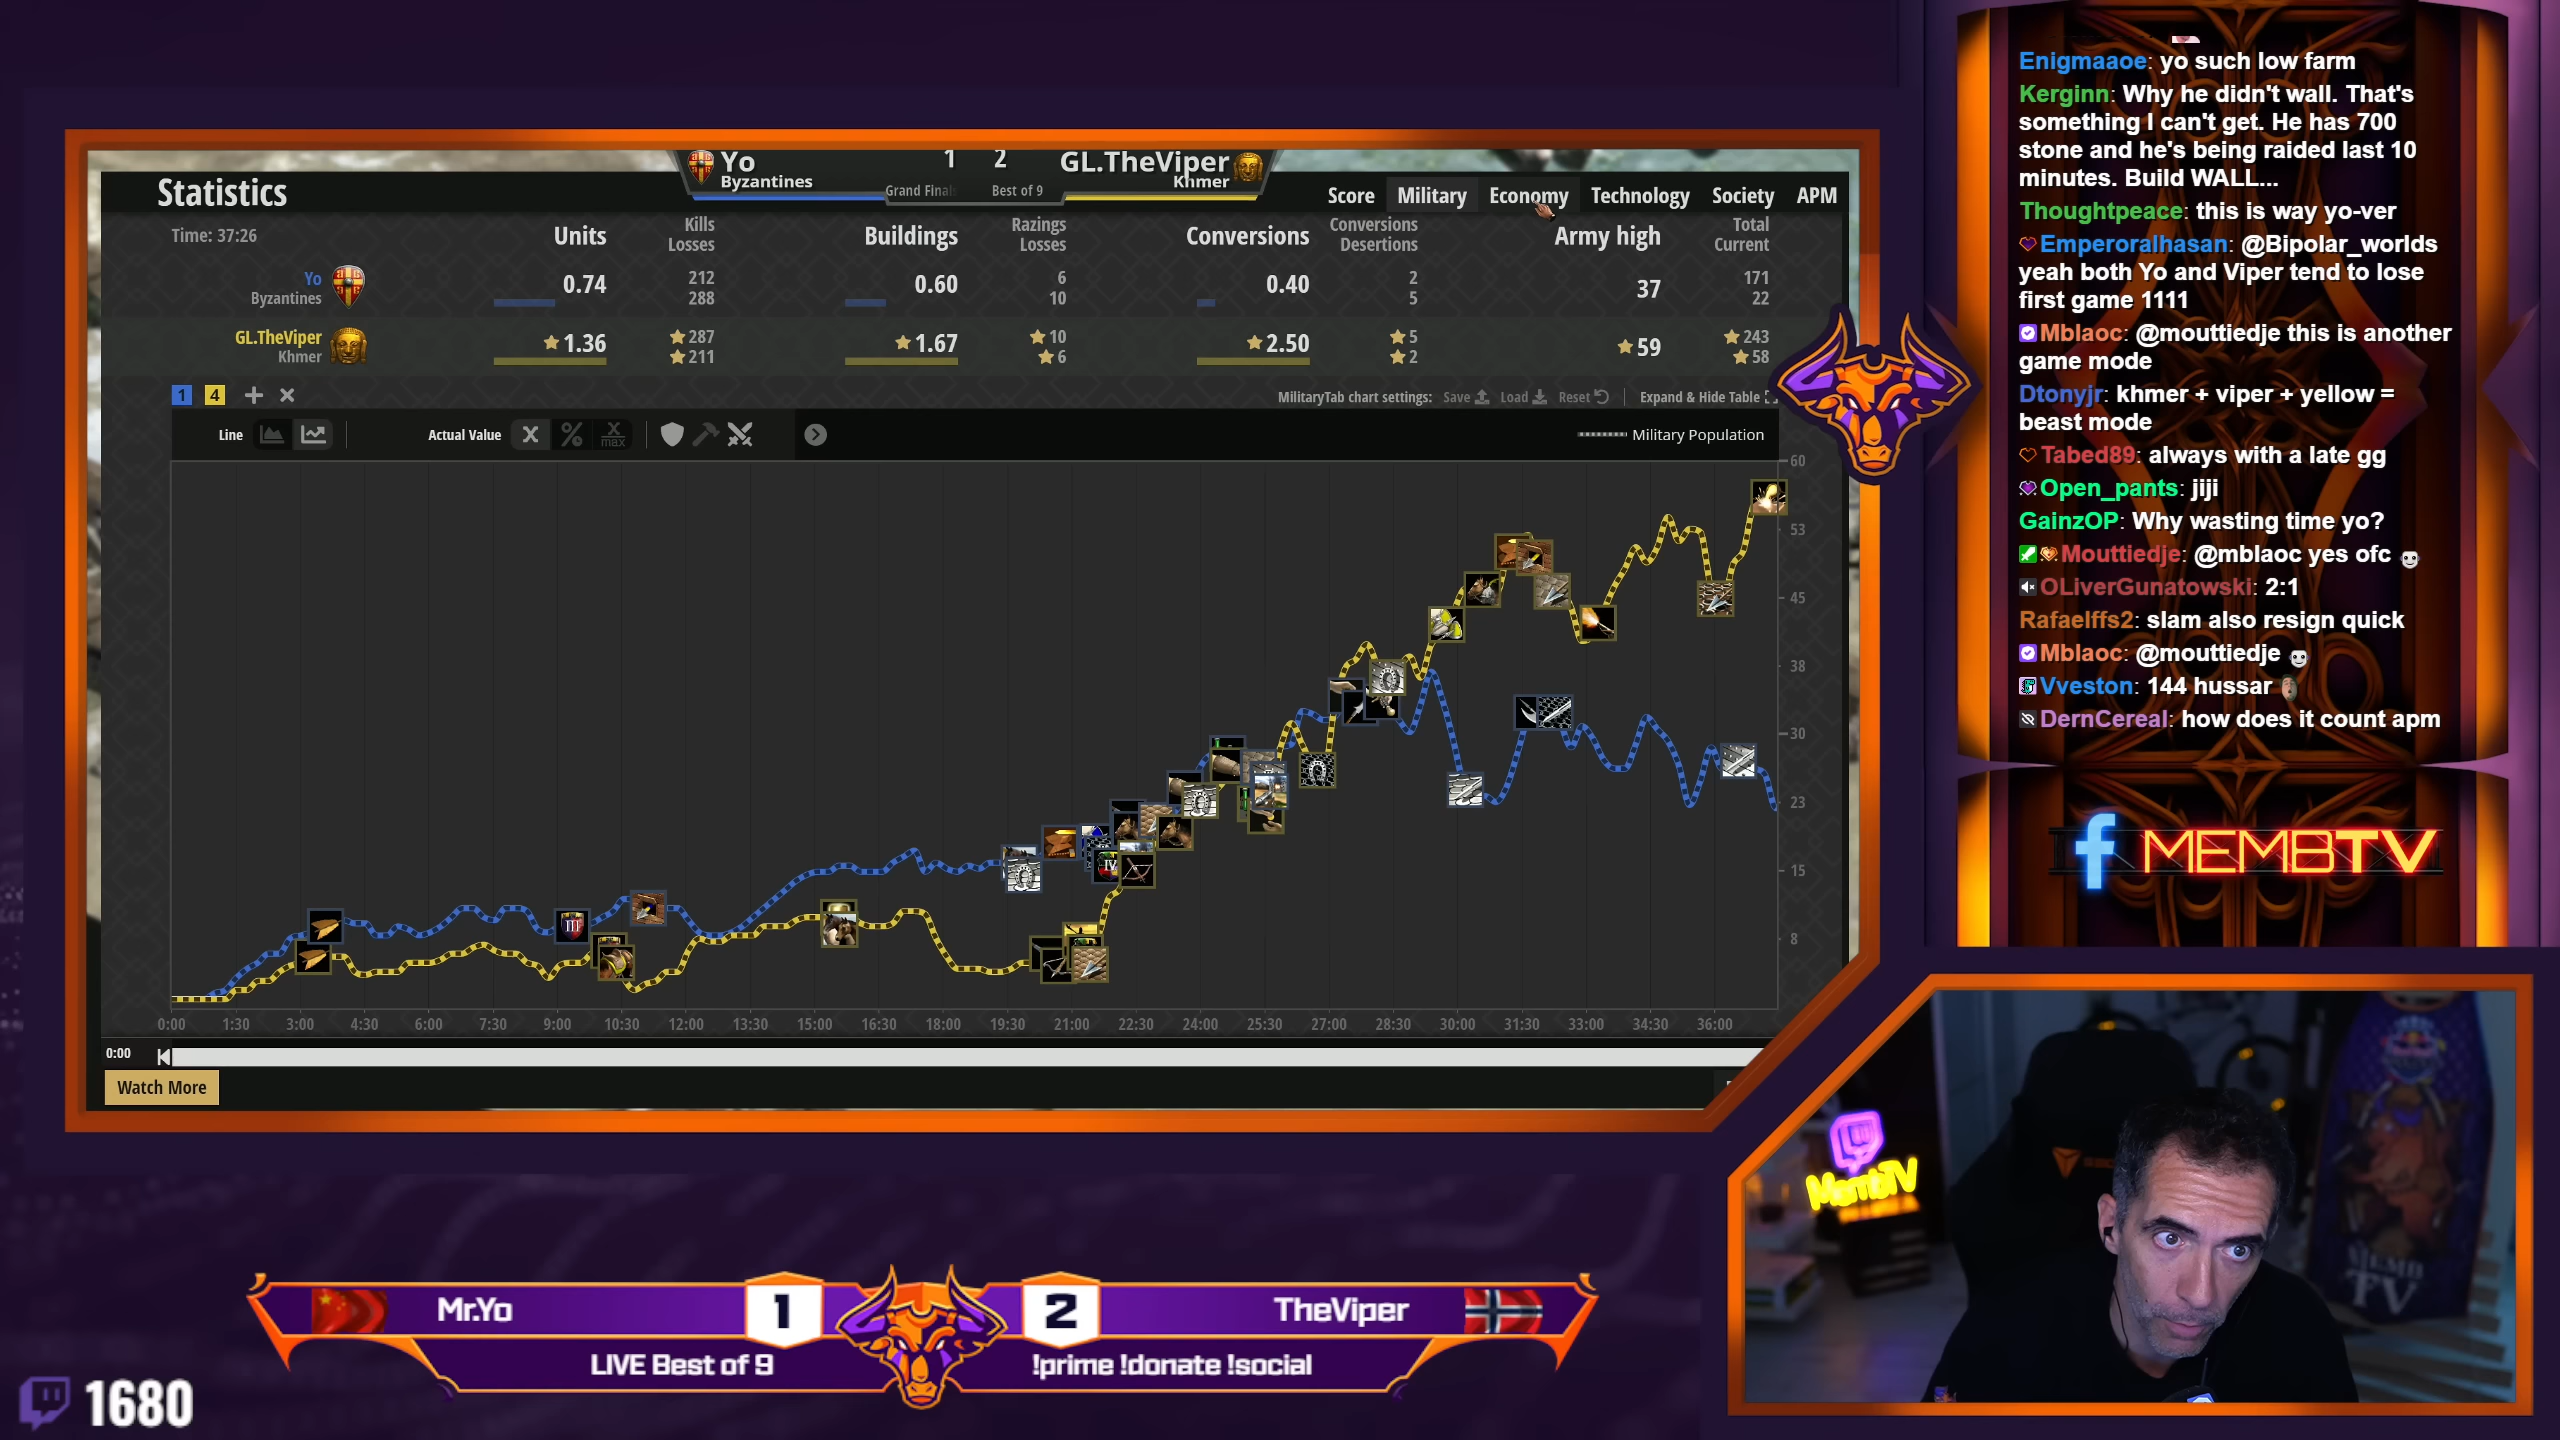 Yo
Byzantines
1 2
Grand Final
Best of 9
GL.TheViper
Khmer
Statistics
Score Military Economy Technology Society APM
Time: 37:26
Units
Kills
Losses
Buildings
Razings
Losses
Conversions
Conversions
Desertions
Army high
Total
Current
Yo
Byzantines
0.74
212
288
0.60
6
10
0.40
2
5
37
171
22
GL.TheViper
Khmer
1.36
287
211
1.67
10
6
2.50
5
2
59
243
58
1 4
MilitaryTab chart settings: Save Load Reset
Expand & Hide Table
Line
Actual Value
X % X max
Military Population
60
53
45
38
30
23
15
8
III
IV
0:00 1:30 3:00 4:30 6:00 7:30 9:00 10:30 12:00 13:30 15:00 16:30 18:00 19:30 21:00 22:30 24:00 25:30 27:00 28:30 30:00 31:30 33:00 34:30 36:00
0:00
Watch More
Mr.Yo 1 2 TheViper
LIVE Best of 9 !prime !donate !social
1680
Enigmaaoe: yo such low farm
Kerginn: Why he didn't wall. That's
something I can't get. He has 700
stone and he's being raided last 10
minutes. Build WALL...
Thoughtpeace: this is way yo-ver
Emperoralhasan: @Bipolar_worlds
yeah both Yo and Viper tend to lose
first game 1111
Mblaoc: @mouttiedje this is another
game mode
Dtonyjr: khmer + viper + yellow =
beast mode
Tabed89: always with a late gg
Open_pants: jiji
GainzOP: Why wasting time yo?
Mouttiedje: @mblaoc yes ofc
OLiverGunatowski: 2:1
Rafaelffs2: slam also resign quick
Mblaoc: @mouttiedje
Vveston: 144 hussar
DernCereal: how does it count apm
f MEMBTV
MembTV
MEMB
TV